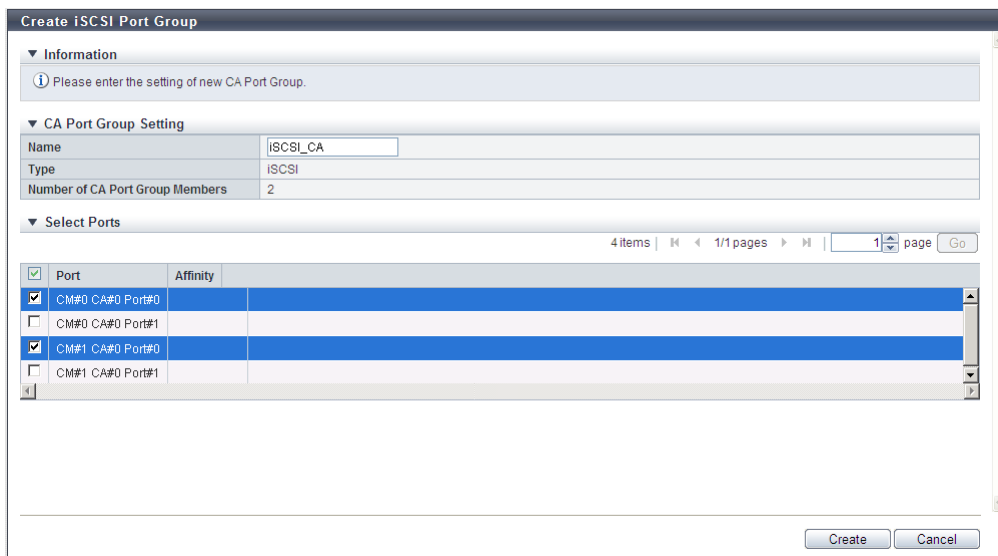 Create iSCSI Port Group
Information
Please enter the setting of new CA Port Group.
CA Port Group Setting
Name iSCSI_CA
Type iSCSI
Number of CA Port Group Members 2
Select Ports
4 items | 1/1 pages | 1 page Go
Port Affinity
CM#0 CA#0 Port#0
CM#0 CA#0 Port#1
CM#1 CA#0 Port#0
CM#1 CA#0 Port#1
Create Cancel